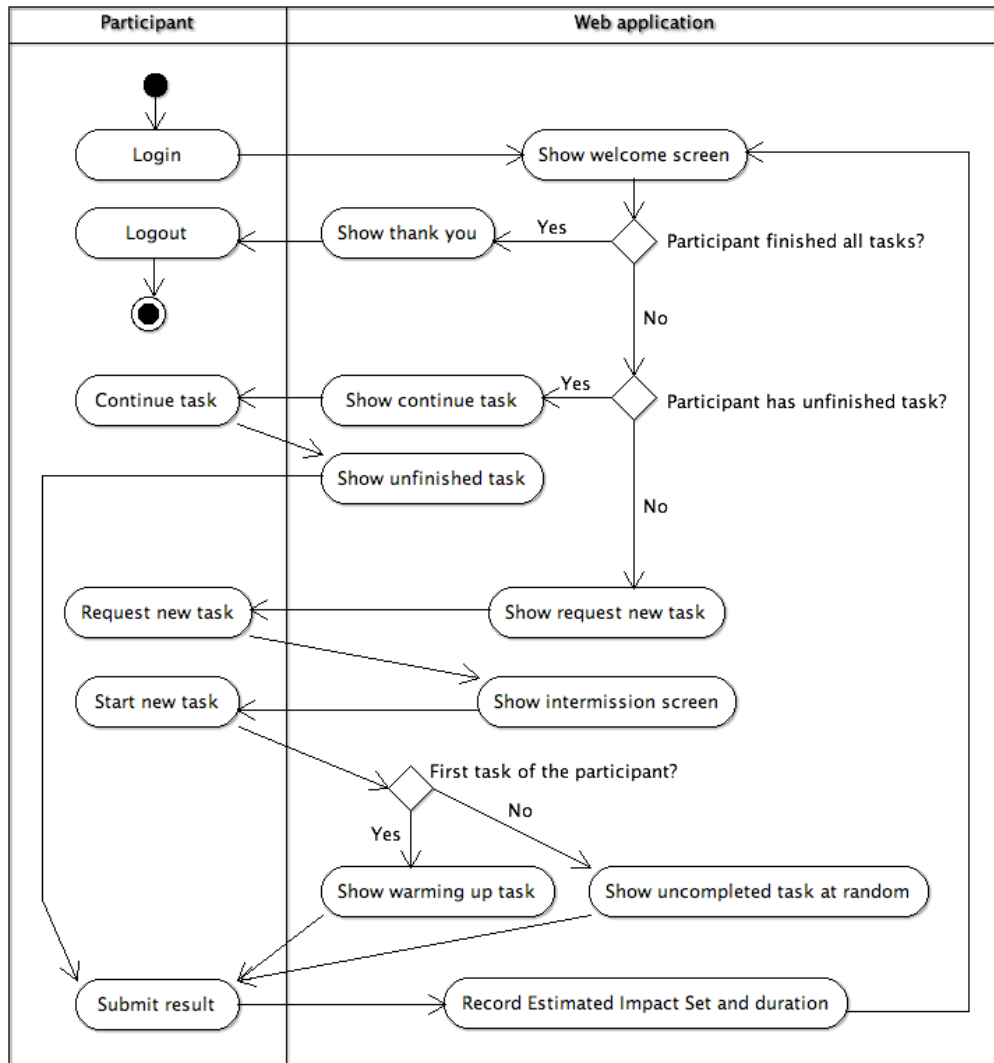 Participant
Web application
Login
Show welcome screen
Logout
Show thank you
Yes
Participant finished all tasks?
No
Continue task
Show continue task
Yes
Participant has unfinished task?
Show unfinished task
No
Request new task
Show request new task
Start new task
Show intermission screen
First task of the participant?
No
Yes
Show warming up task
Show uncompleted task at random
Submit result
Record Estimated Impact Set and duration